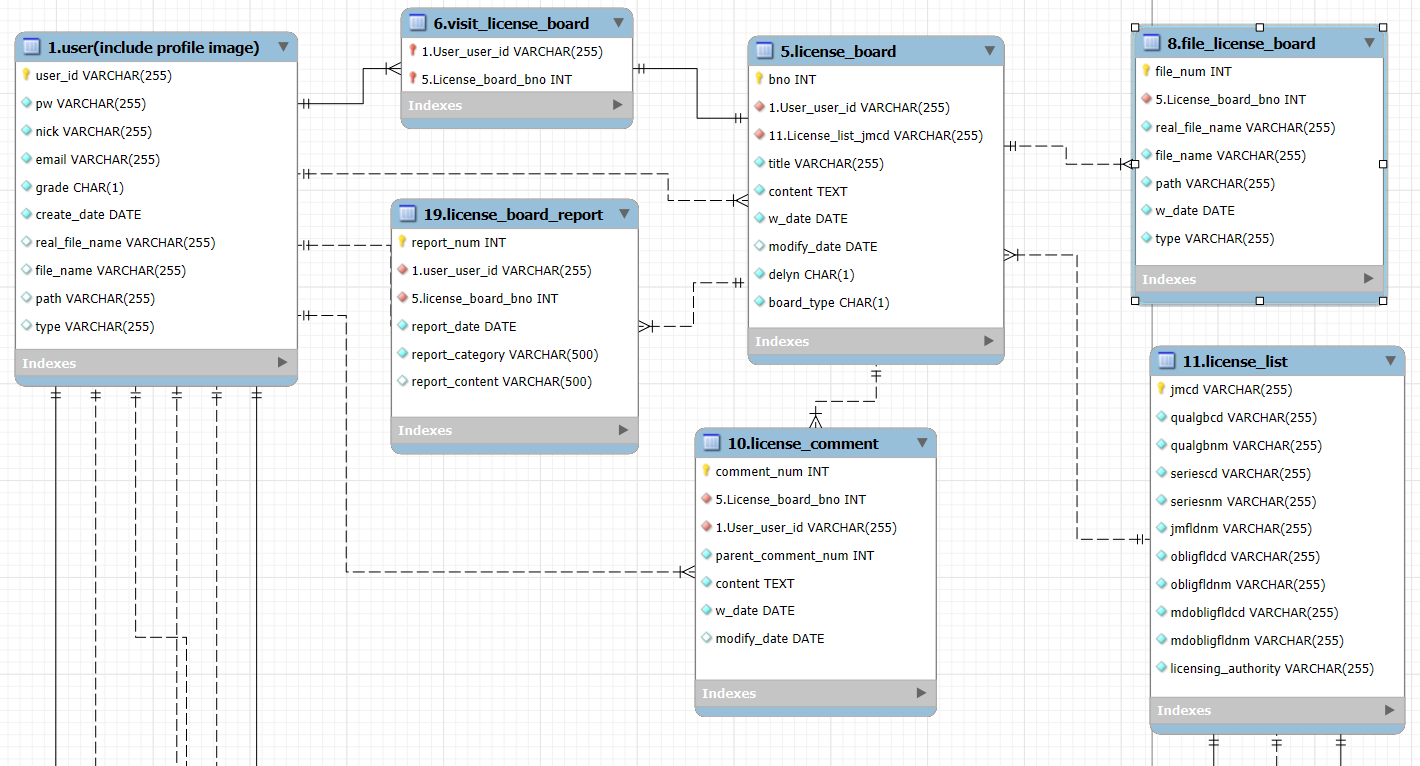 1.user(include profile image)
user_id VARCHAR(255)
pw VARCHAR(255)
nick VARCHAR(255)
email VARCHAR(255)
grade CHAR(1)
create_date DATE
real_file_name VARCHAR(255)
file_name VARCHAR(255)
path VARCHAR(255)
type VARCHAR(255)
Indexes
6.visit_license_board
1.User_user_id VARCHAR(255)
5.License_board_bno INT
Indexes
19.license_board_report
report_num INT
1.user_user_id VARCHAR(255)
5.license_board_bno INT
report_date DATE
report_category VARCHAR(500)
report_content VARCHAR(500)
Indexes
5.license_board
bno INT
1.User_user_id VARCHAR(255)
11.License_list_jmcd VARCHAR(255)
title VARCHAR(255)
content TEXT
w_date DATE
modify_date DATE
delyn CHAR(1)
board_type CHAR(1)
Indexes
10.license_comment
comment_num INT
5.License_board_bno INT
1.User_user_id VARCHAR(255)
parent_comment_num INT
content TEXT
w_date DATE
modify_date DATE
Indexes
8.file_license_board
file_num INT
5.License_board_bno INT
real_file_name VARCHAR(255)
file_name VARCHAR(255)
path VARCHAR(255)
w_date DATE
type VARCHAR(255)
Indexes
11.license_list
jmcd VARCHAR(255)
qualgbcd VARCHAR(255)
qualgbnm VARCHAR(255)
seriescd VARCHAR(255)
seriesnm VARCHAR(255)
jmfldnm VARCHAR(255)
obligfldcd VARCHAR(255)
obligfldnm VARCHAR(255)
mdobligfldcd VARCHAR(255)
mdobligfldnm VARCHAR(255)
licensing_authority VARCHAR(255)
Indexes